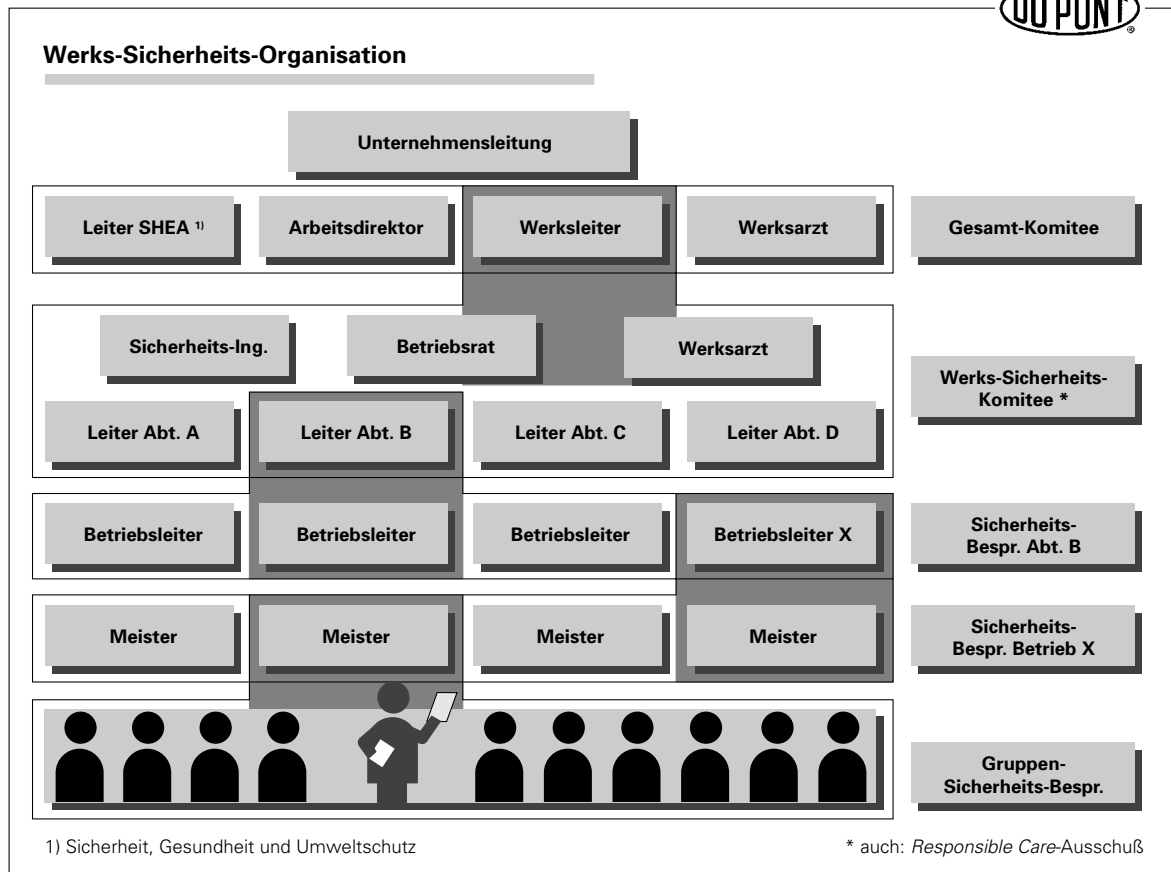 DU PONT
®
Werks-Sicherheits-Organisation
Unternehmensleitung
Leiter SHEA 1)
Arbeitsdirektor
Werksleiter
Werksarzt
Gesamt-Komitee
Sicherheits-Ing.
Betriebsrat
Werksarzt
Werks-Sicherheits-
Komitee *
Leiter Abt. A
Leiter Abt. B
Leiter Abt. C
Leiter Abt. D
Betriebsleiter
Betriebsleiter
Betriebsleiter
Betriebsleiter X
Sicherheits-
Bespr. Abt. B
Meister
Meister
Meister
Meister
Sicherheits-
Bespr. Betrieb X
Gruppen-
Sicherheits-Bespr.
1) Sicherheit, Gesundheit und Umweltschutz
* auch: Responsible Care-Ausschuß